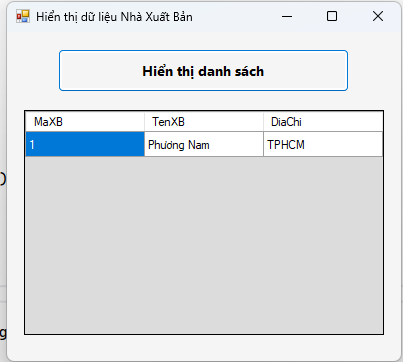 Hiển thị dữ liệu Nhà Xuất Bản
Hiển thị danh sách
MaXB TenXB DiaChi
1 Phương Nam TPHCM